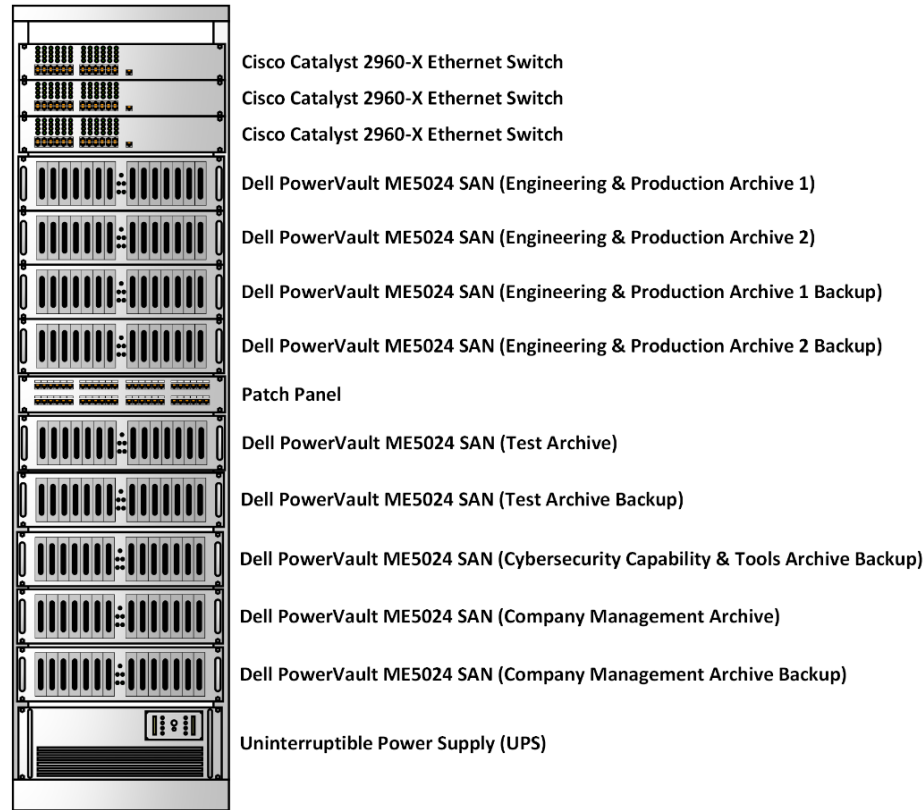 Cisco Catalyst 2960-X Ethernet Switch
Cisco Catalyst 2960-X Ethernet Switch
Cisco Catalyst 2960-X Ethernet Switch
Dell PowerVault ME5024 SAN (Engineering & Production Archive 1)
Dell PowerVault ME5024 SAN (Engineering & Production Archive 2)
Dell PowerVault ME5024 SAN (Engineering & Production Archive 1 Backup)
Dell PowerVault ME5024 SAN (Engineering & Production Archive 2 Backup)
Patch Panel
Dell PowerVault ME5024 SAN (Test Archive)
Dell PowerVault ME5024 SAN (Test Archive Backup)
Dell PowerVault ME5024 SAN (Cybersecurity Capability & Tools Archive Backup)
Dell PowerVault ME5024 SAN (Company Management Archive)
Dell PowerVault ME5024 SAN (Company Management Archive Backup)
Uninterruptible Power Supply (UPS)